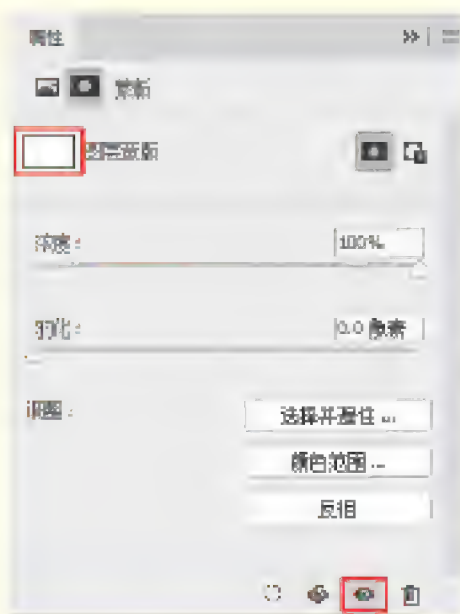 属性
蒙版
图层蒙版
浓度：
100%
羽化：
0.0 像素
调整：
选择并遮住 ...
颜色范围 ...
反相